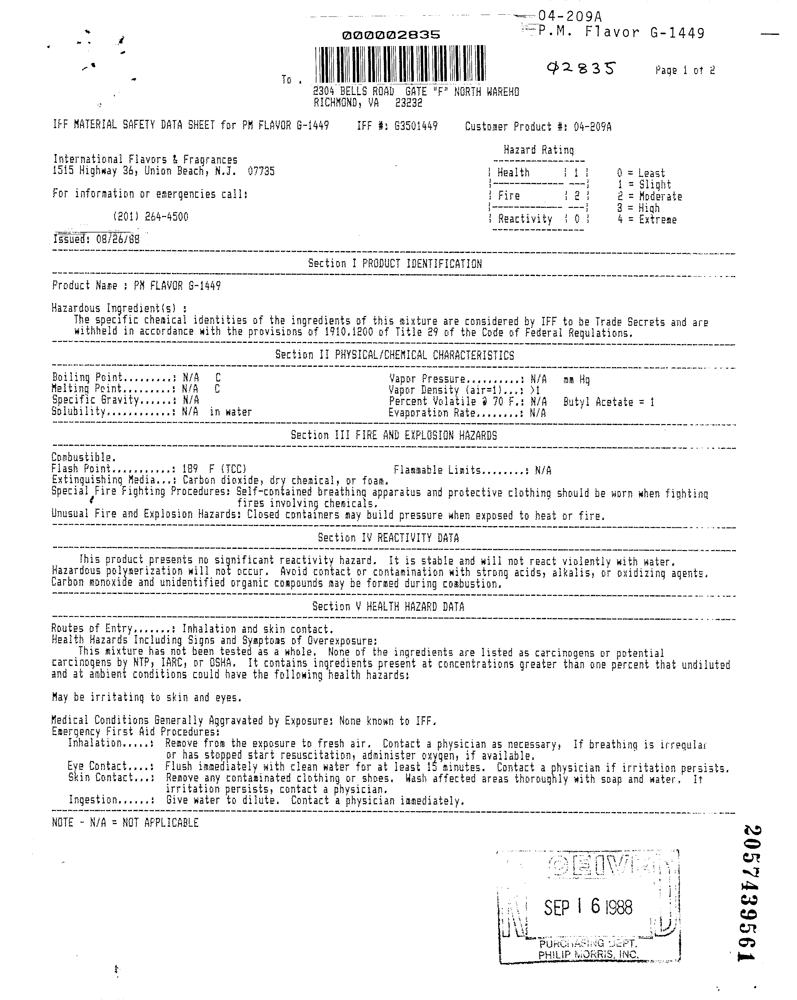 04-209A
P.M. Flavor G-1449
000002835
02835 Page 1 of 2
To .
2304 BELLS ROAD GATE "F" NORTH WAREHO
RICHMOND, VA 23232
IFF MATERIAL SAFETY DATA SHEET for PM FLAVOR G-1449 IFF #: G3501449 Customer Product #: 04-209A
Hazard Rating
International Flavors & Fragrances
1515 Highway 36, Union Beach, N.J. 07735
Health 1 0 = Least
1 = Slight
For information or emergencies call: Fire 2 2 = Moderate
3 = High
(201) 264-4500 Reactivity 0 4 = Extreme
Issued: 08/26/88
Section I PRODUCT IDENTIFICATION
Product Name : PM FLAVOR G-1449
Hazardous Ingredient(s) :
The specific chemical identities of the ingredients of this mixture are considered by IFF to be Trade Secrets and are
withheld in accordance with the provisions of 1910.1200 of Title 29 of the Code of Federal Regulations.
Section II PHYSICAL/CHEMICAL CHARACTERISTICS
Boiling Point.........: N/A C Vapor Pressure..........: N/A mm Hg
Melting Point.........: N/A C Vapor Density (air=1)...: >1
Specific Gravity......: N/A Percent Volatile @ 70 F.: N/A Butyl Acetate = 1
Solubility............: N/A in water Evaporation Rate........: N/A
Section III FIRE AND EXPLOSION HAZARDS
Combustible.
Flash Point...........: 189 F (TCC) Flammable Limits........: N/A
Extinguishing Media...: Carbon dioxide, dry chemical, or foam.
Special Fire Fighting Procedures: Self-contained breathing apparatus and protective clothing should be worn when fighting
fires involving chemicals.
Unusual Fire and Explosion Hazards: Closed containers may build pressure when exposed to heat or fire.
Section IV REACTIVITY DATA
This product presents no significant reactivity hazard. It is stable and will not react violently with water.
Hazardous polymerization will not occur. Avoid contact or contamination with strong acids, alkalis, or oxidizing agents.
Carbon monoxide and unidentified organic compounds may be formed during combustion.
Section V HEALTH HAZARD DATA
Routes of Entry.......: Inhalation and skin contact.
Health Hazards Including Signs and Symptoms of Overexposure:
This mixture has not been tested as a whole. None of the ingredients are listed as carcinogens or potential
carcinogens by NTP, IARC, or OSHA. It contains ingredients present at concentrations greater than one percent that undiluted
and at ambient conditions could have the following health hazards:
May be irritating to skin and eyes.
Medical Conditions Generally Aggravated by Exposure: None known to IFF.
Emergency First Aid Procedures:
Inhalation.....: Remove from the exposure to fresh air. Contact a physician as necessary, If breathing is irregular
or has stopped start resuscitation, administer oxygen, if available.
Eye Contact....: Flush immediately with clean water for at least 15 minutes. Contact a physician if irritation persists.
Skin Contact...: Remove any contaminated clothing or shoes. Wash affected areas thoroughly with soap and water. If
irritation persists, contact a physician.
Ingestion......: Give water to dilute. Contact a physician immediately.
NOTE - N/A = NOT APPLICABLE
SEP 16 1988
PURCHASING DEPT.
PHILIP MORRIS, INC.
2057439561